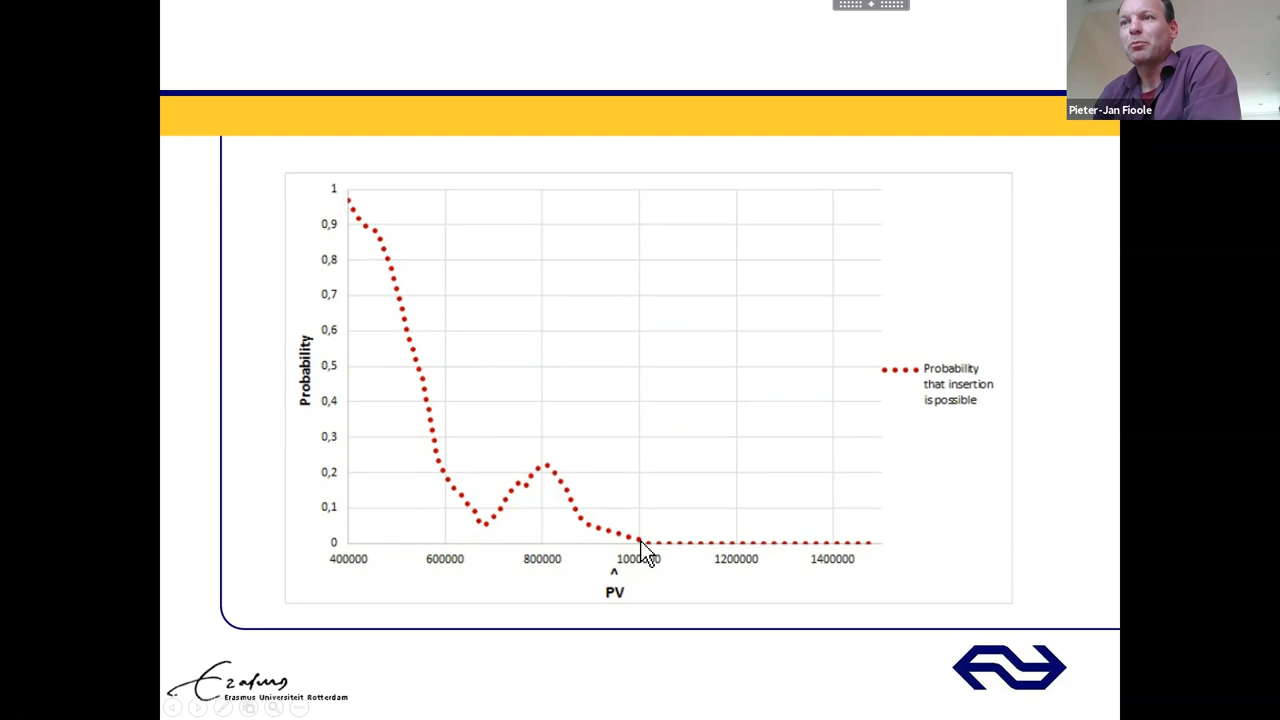 Pieter-Jan Fioole
1
0,9
0,8
0,7
0,6
0,5
0,4
0,3
0,2
0,1
0
Probability
400000 600000 800000 1000000 1200000 1400000
^
PV
Probability
that insertion
is possible
Erasmus
Erasmus Universiteit Rotterdam